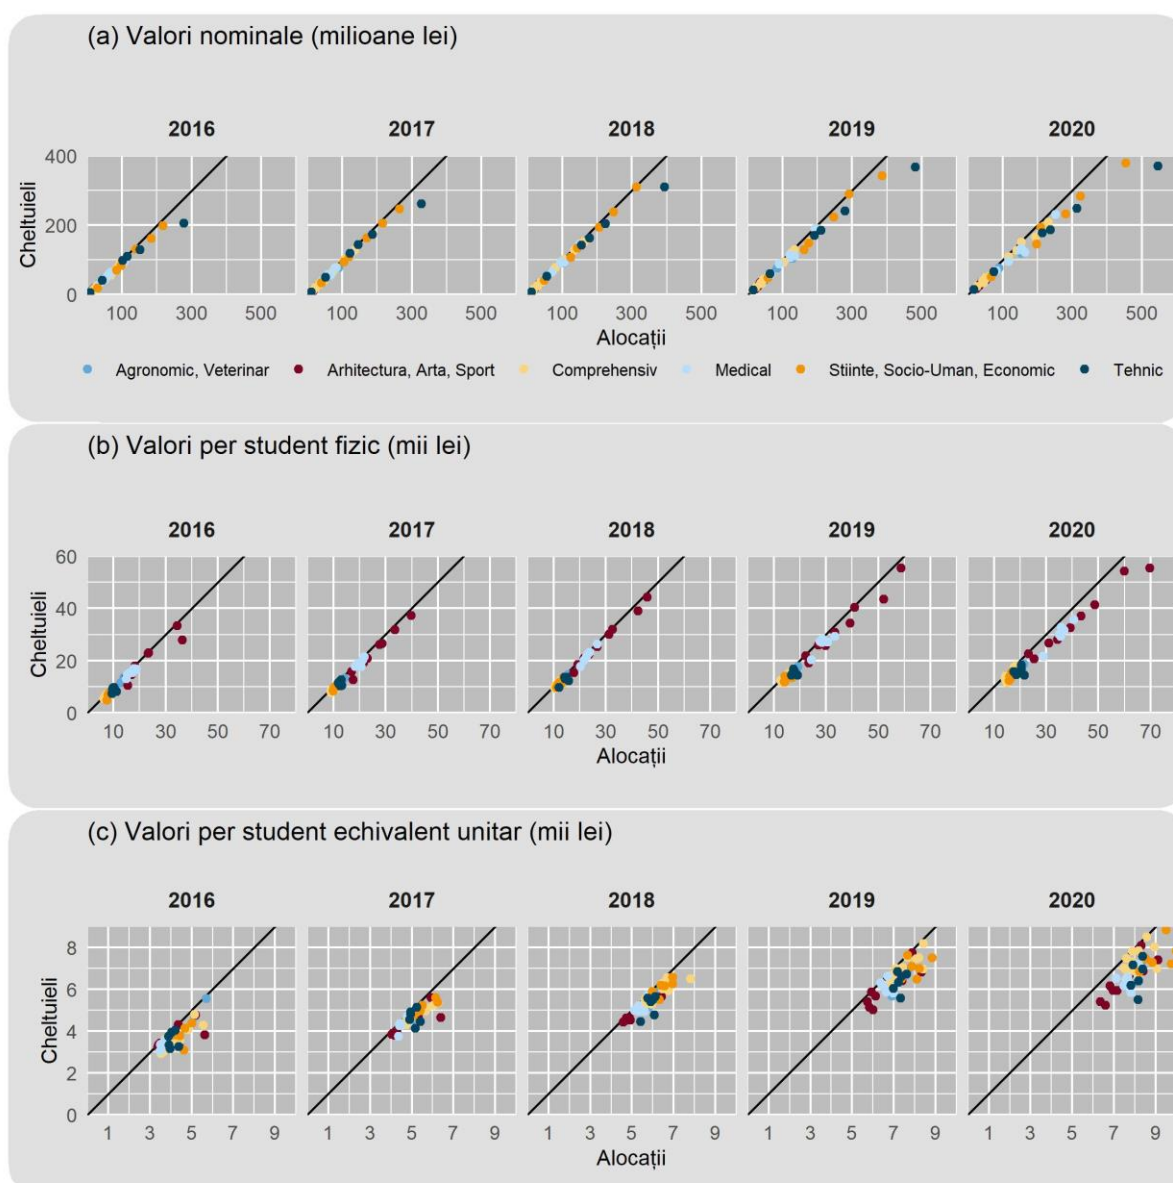 (a) Valori nominale (milioane lei)
2016 2017 2018 2019 2020
Cheltuieli
400
200
0
100 300 500 100 300 500 100 300 500 100 300 500 100 300 500
Alocații
Agronomic, Veterinar Arhitectura, Arta, Sport Comprehensiv Medical Stiinte, Socio-Uman, Economic Tehnic
(b) Valori per student fizic (mii lei)
2016 2017 2018 2019 2020
Cheltuieli
60
40
20
0
10 30 50 70 10 30 50 70 10 30 50 70 10 30 50 70 10 30 50 70
Alocații
(c) Valori per student echivalent unitar (mii lei)
2016 2017 2018 2019 2020
Cheltuieli
8
6
4
2
0
1 3 5 7 9 1 3 5 7 9 1 3 5 7 9 1 3 5 7 9 1 3 5 7 9
Alocații